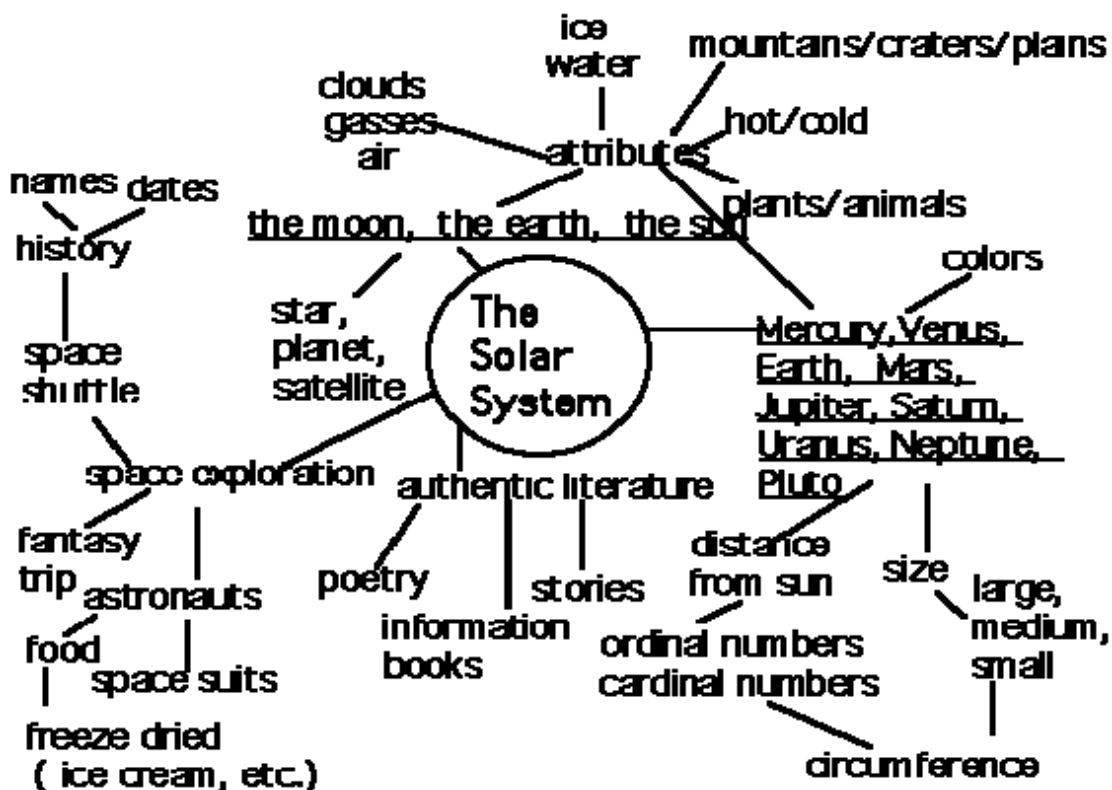 ice
water
mountains/craters/plains
clouds
gasses
air
hot/cold
attributes
names
dates
plants/animals
the moon, the earth, the sun
history
colors
star,
planet,
satellite
The
Solar
System
Mercury, Venus,
Earth, Mars,
Jupiter, Saturn,
Uranus, Neptune,
Pluto
space
shuttle
space exploration
authentic literature
fantasy
trip
astronauts
food
space suits
freeze dried
( ice cream, etc.)
poetry
information
books
stories
distance
from sun
size
large,
medium,
small
ordinal numbers
cardinal numbers
circumference